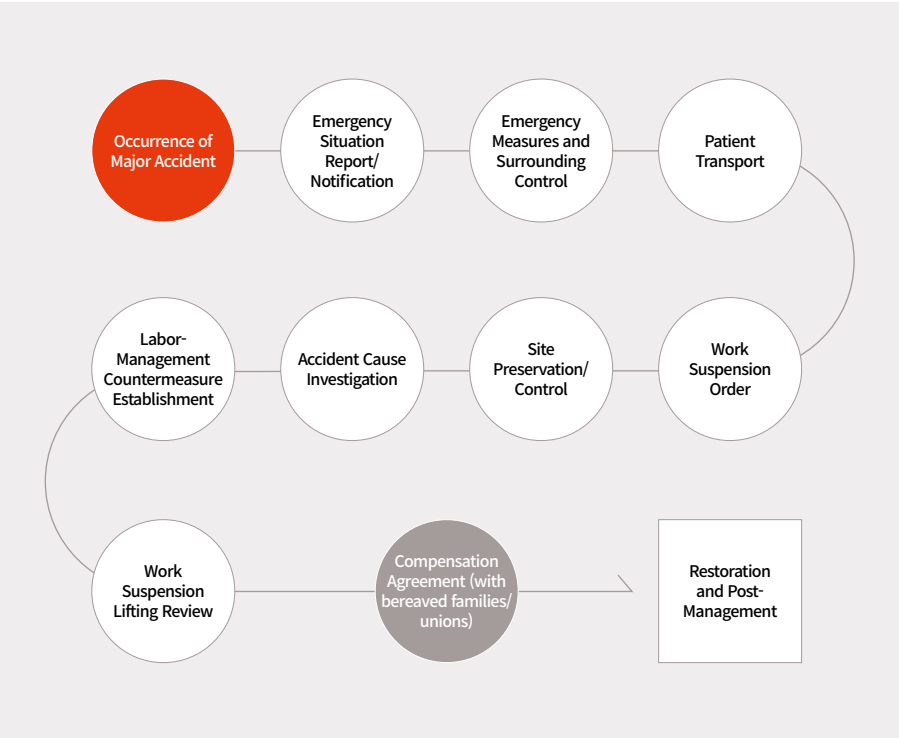 Occurrence of
Major Accident
Emergency
Situation
Report/
Notification
Emergency
Measures and
Surrounding
Control
Patient
Transport
Work
Suspension
Order
Site
Preservation/
Control
Accident Cause
Investigation
Labor-
Management
Countermeasure
Establishment
Work
Suspension
Lifting Review
Compensation
Agreement (with
bereaved families/
unions)
Restoration
and Post-
Management